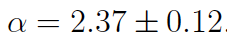 α = 2.37 ± 0.12.